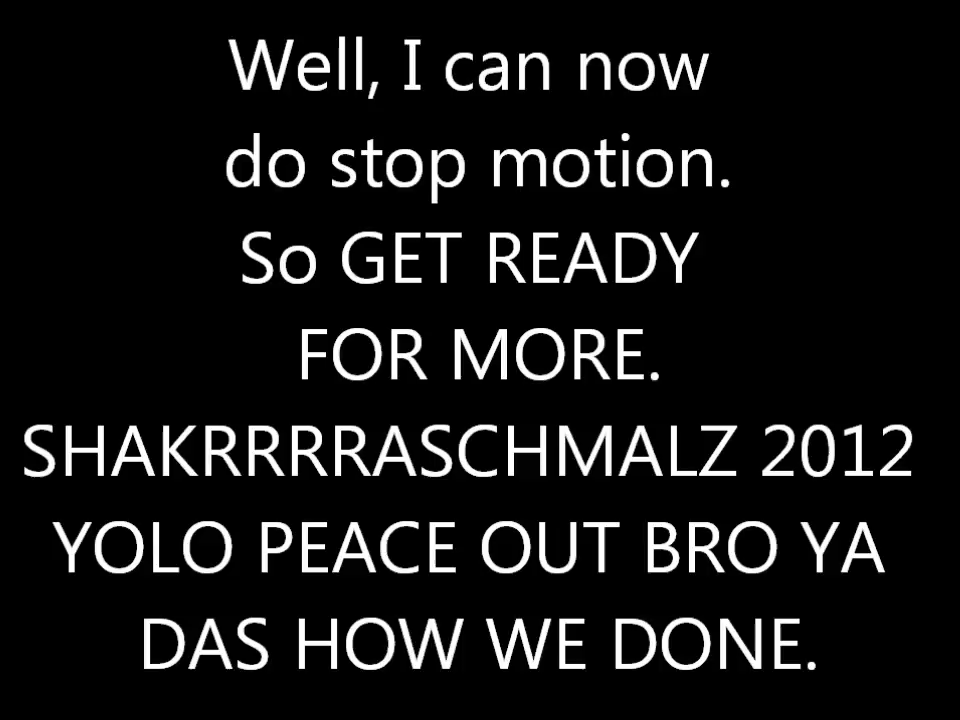 Well, I can now
do stop motion.
So GET READY
FOR MORE.
SHAKRRRRASCHMALZ 2012
YOLO PEACE OUT BRO YA
DAS HOW WE DONE.